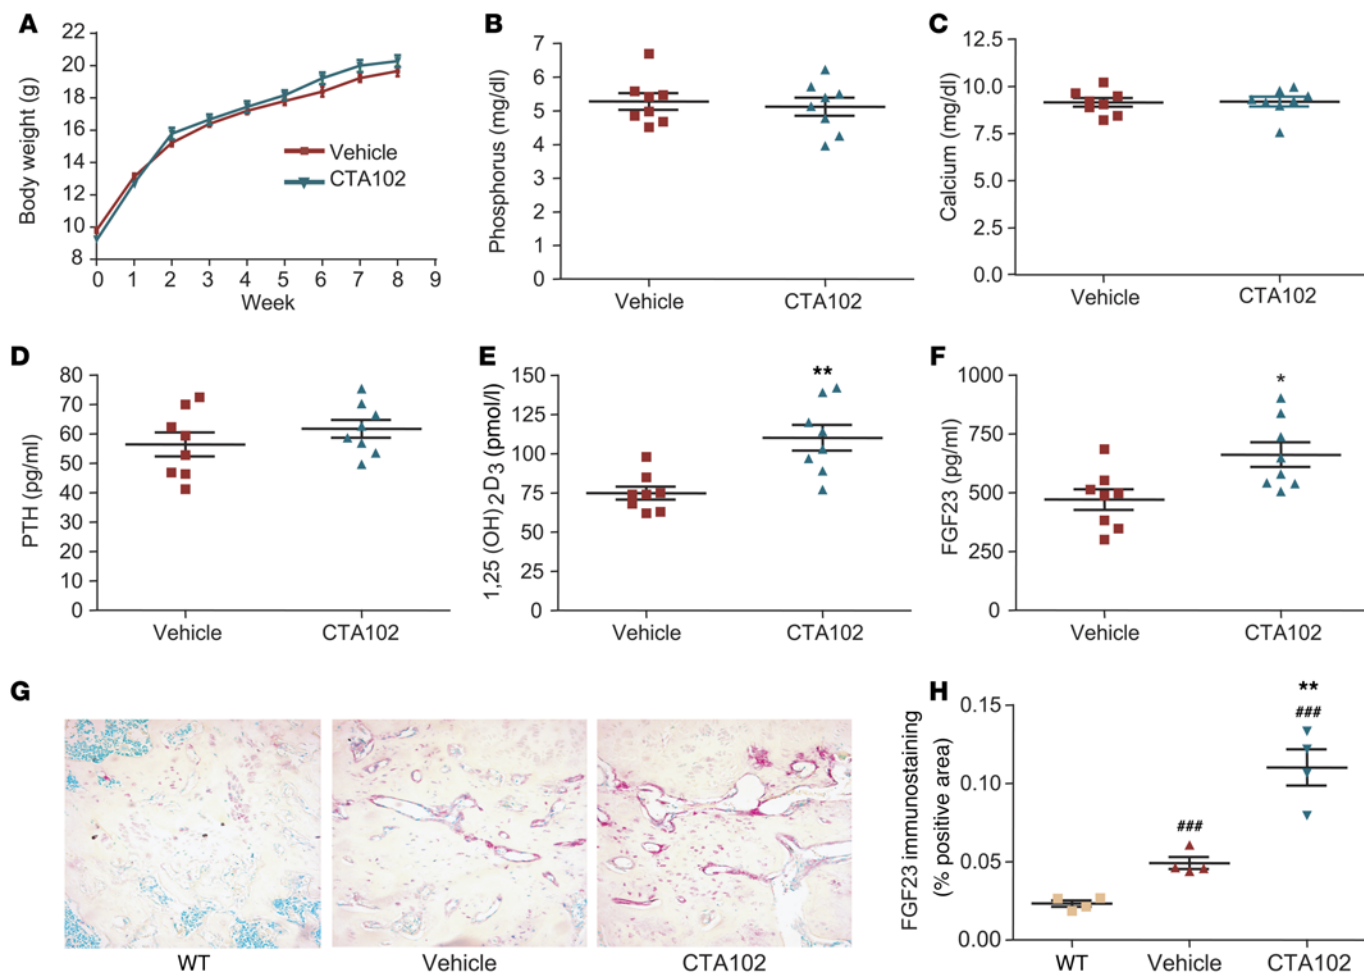 A
Body weight (g)
22
20
18
16
14
12
10
8
0 1 2 3 4 5 6 7 8 9
Week
Vehicle
CTA102
B
Phosphorus (mg/dl)
7
6
5
4
3
2
1
0
Vehicle CTA102
C
Calcium (mg/dl)
12.5
10.0
7.5
5.0
2.5
0.0
Vehicle CTA102
D
PTH (pg/ml)
80
70
60
50
40
30
20
10
0
Vehicle CTA102
E
1,25 (OH)2D3 (pmol/l)
150
125
100
75
50
25
0
**
Vehicle CTA102
F
FGF23 (pg/ml)
1000
750
500
250
0
*
Vehicle CTA102
G
WT Vehicle CTA102
H
FGF23 immunostaining
(% positive area)
0.15
0.10
0.05
0.00
###
**
###
WT Vehicle CTA102